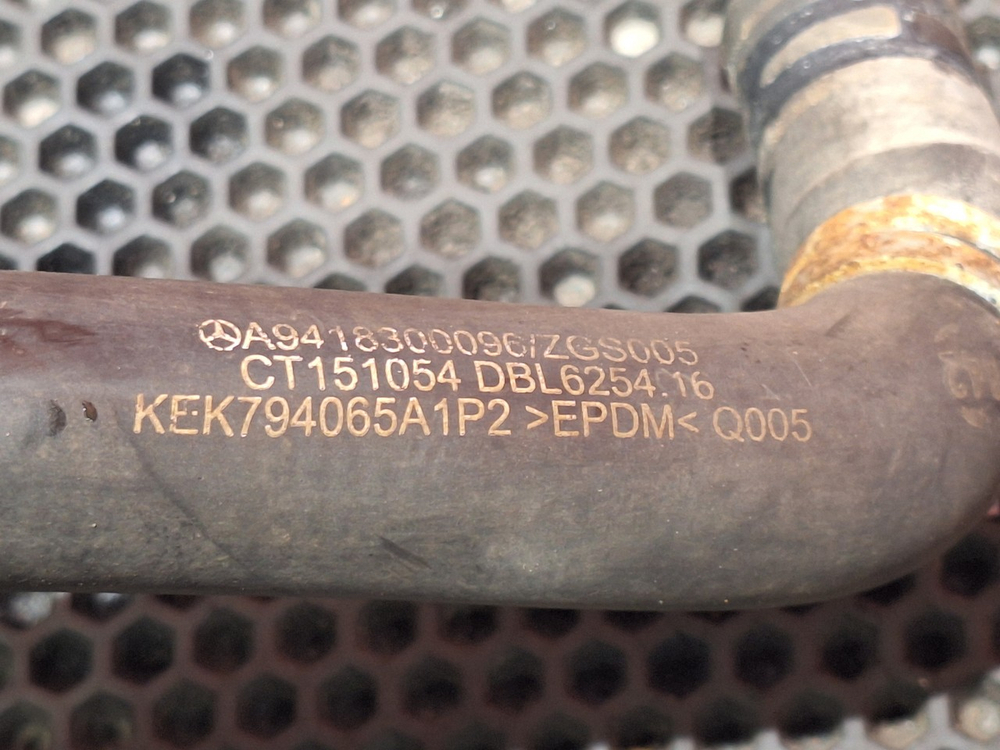 A9418300096/ZGS005
CT151054 DBL6254.16
KEK794065A1P2 >EPDM< Q005